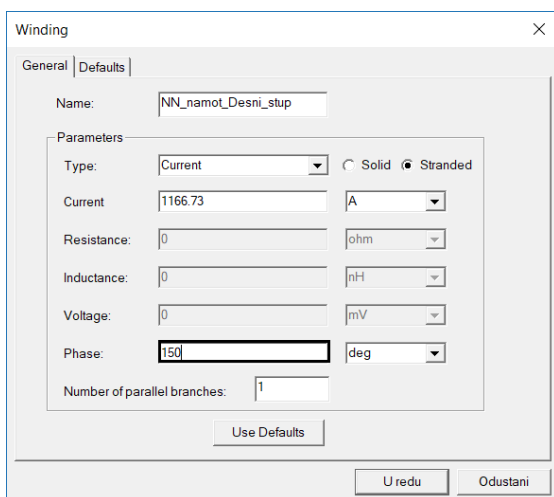 Winding
General Defaults
Name: NN_namot_Desni_stup
Parameters
Type: Current Solid Stranded
Current 1166.73 A
Resistance: 0 ohm
Inductance: 0 nH
Voltage: 0 mV
Phase: 150 deg
Number of parallel branches: 1
Use Defaults
U redu Odustani